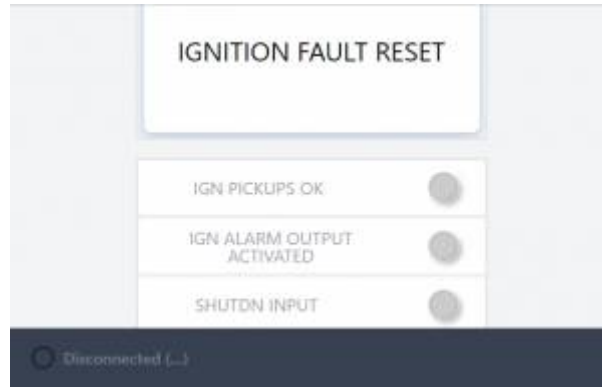 IGNITION FAULT RESET
IGN PICKUPS OK
IGN ALARM OUTPUT
ACTIVATED
SHUTDN INPUT
Disconnected (...)